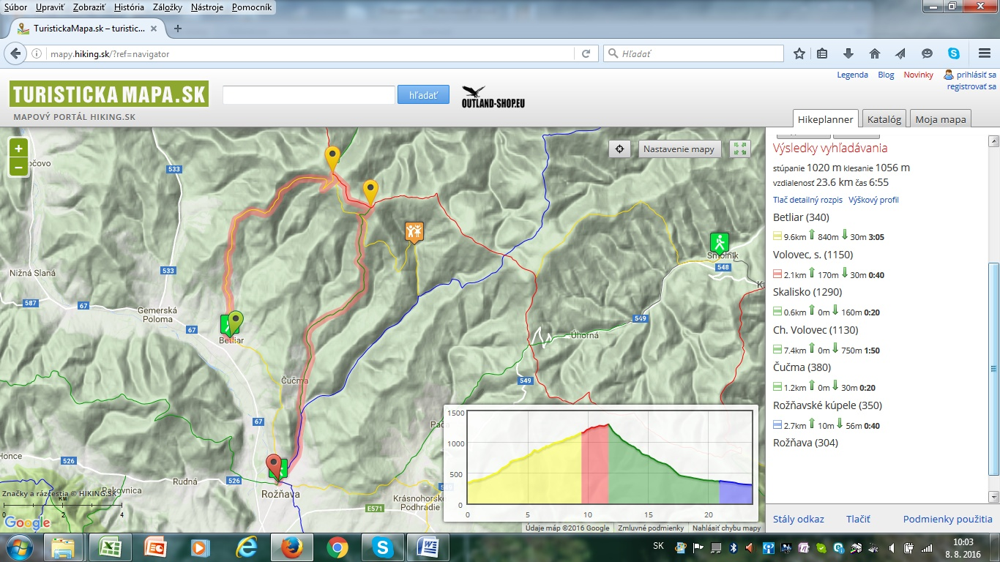 Súbor Upraviť Zobraziť História Záložky Nástroje Pomocník
TuristickaMapa.sk – turistic...
mapy.hiking.sk/?ref=navigator
Hľadať
Legenda Blog Novinky prihlásiť sa
registrovať sa
TURISTICKAMAPA.SK
MAPOVÝ PORTÁL HIKING.SK
hľadať
OUTLAND-SHOP.EU
Hikeplanner Katalóg Moja mapa
Nastavenie mapy
+
−
očovo
533
533
Nižná Slaná
587
67
Gemerská
Poloma
67
Betliar
Čučma
67
Smolník
548
549
Úhorná
549
Pač
Honce
526
Rudná
526
Rožňava
Pakovnica
Krásnohorské
Podhradie
E571
Značky a rázcestia © HIKING.SK
KM
0 2 4
Google
1500
1000
500
0
0 5 10 15 20
Údaje máp ©2016 Google Zmluvné podmienky Nahlásiť chybu mapy
Výsledky vyhľadávania
stúpanie 1020 m klesanie 1056 m
vzdialenosť 23.6 km čas 6:55
Tlač detailný rozpis Výškový profil
Betliar (340)
9.6km 840m 30m 3:05
Volovec, s. (1150)
2.1km 170m 30m 0:40
Skalisko (1290)
0.6km 0m 160m 0:20
Ch. Volovec (1130)
7.4km 0m 750m 1:50
Čučma (380)
1.2km 0m 30m 0:20
Rožňavské kúpele (350)
2.7km 10m 56m 0:40
Rožňava (304)
Stály odkaz Tlačiť Podmienky použitia
SK
10:03
8. 8. 2016